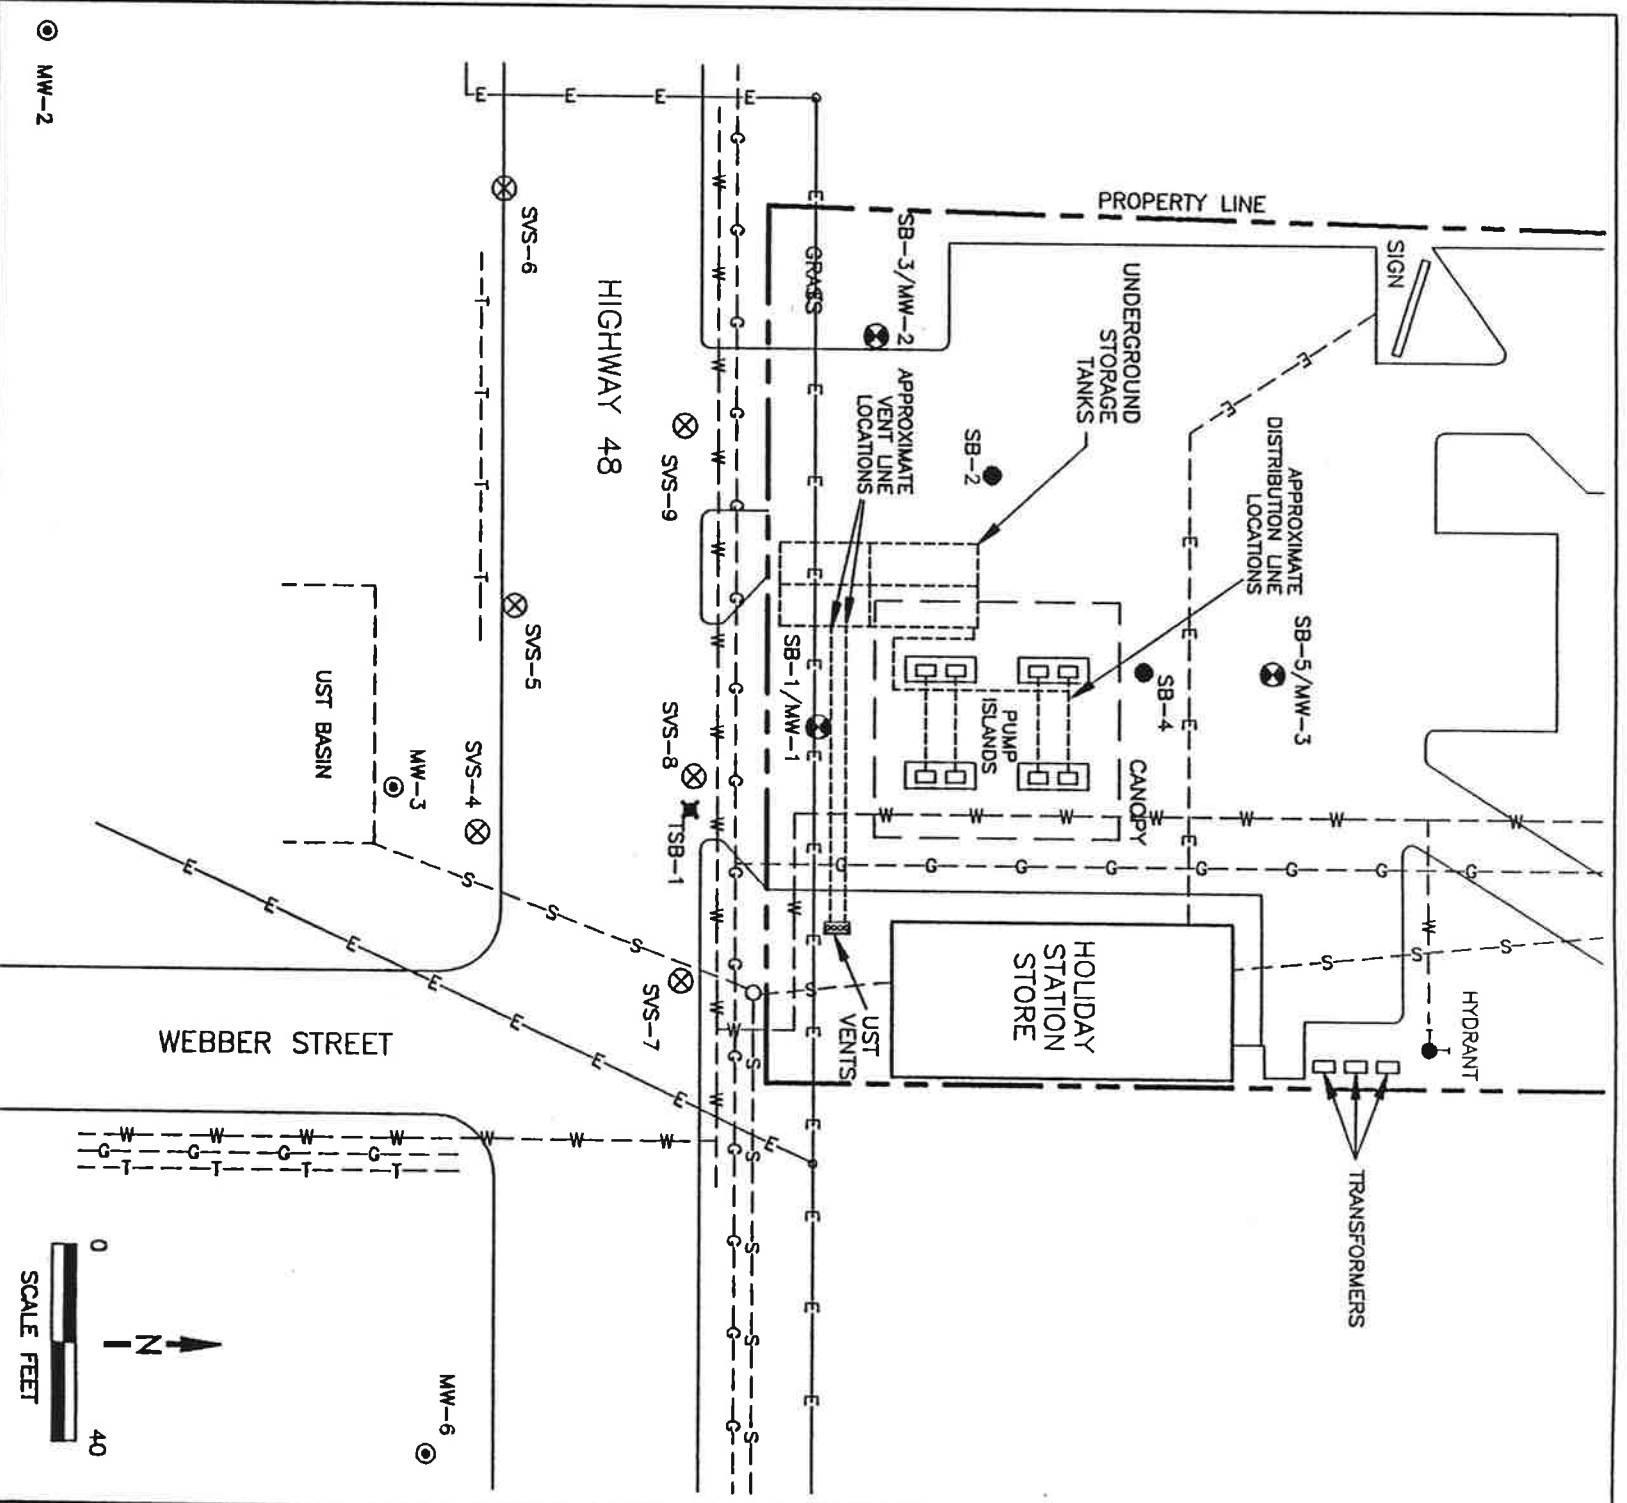 PROPERTY LINE
SIGN
HYDRANT
TRANSFORMERS
APPROXIMATE
DISTRIBUTION LINE
LOCATIONS
SB-5/MW-3
UNDERGROUND
STORAGE
TANKS
SB-4
CANOPY
SB-2
PUMP
ISLANDS
HOLIDAY
STATION
STORE
SB-3/MW-2
APPROXIMATE
VENT LINE
LOCATIONS
UST
VENTS
GRASS
SB-1/MW-1
SVS-9
SVS-8
TSB-1
SVS-7
HIGHWAY 48
SVS-6
SVS-5
SVS-4
MW-3
UST BASIN
WEBBER STREET
MW-6
MW-2
N
0
40
SCALE FEET